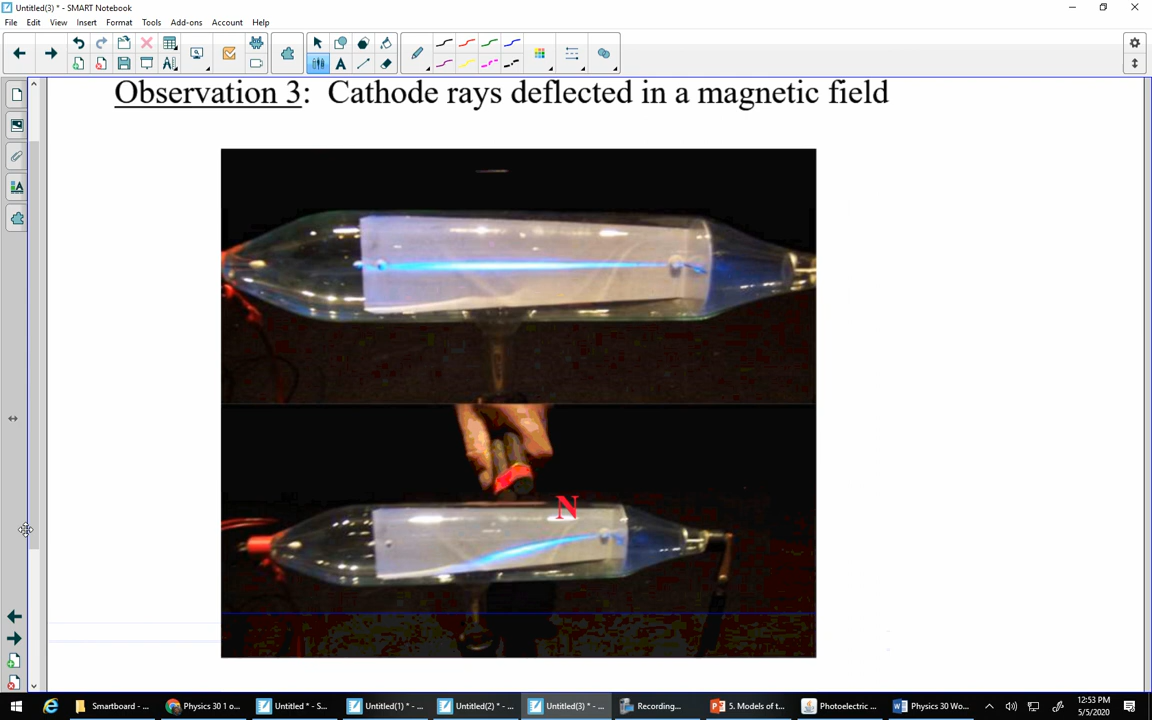 Untitled(3) * - SMART Notebook
File Edit View Insert Format Tools Add-ons Account Help
Observation 3: Cathode rays deflected in a magnetic field
N
Smartboard - ... Physics 30 1 o... Untitled * - S... Untitled(1) * -... Untitled(2) * -... Untitled(3) * -... Recording... 5. Models of t... Photoelectric ... Physics 30 Wo...
12:53 PM
5/5/2020